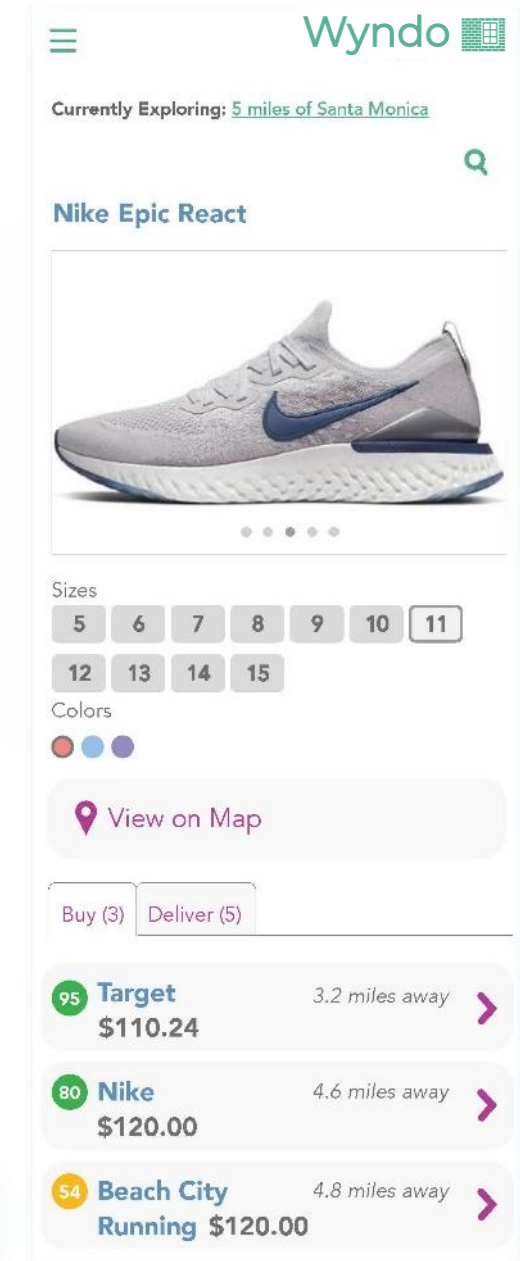 Wyndo
Currently Exploring: 5 miles of Santa Monica
Nike Epic React
Sizes
5 6 7 8 9 10 11
12 13 14 15
Colors
View on Map
Buy (3) Deliver (5)
95 Target 3.2 miles away
$110.24
80 Nike 4.6 miles away
$120.00
54 Beach City 4.8 miles away
Running $120.00